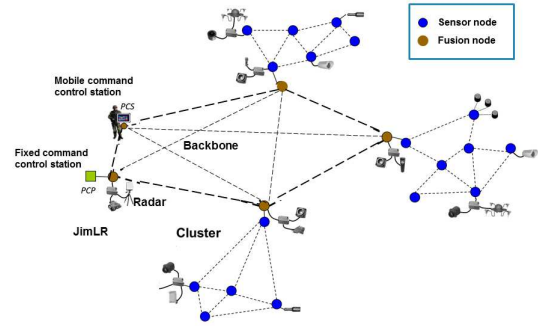 Sensor node
Fusion node
Mobile command
control station
PCS
Backbone
Fixed command
control station
PCP
Radar
JimLR
Cluster